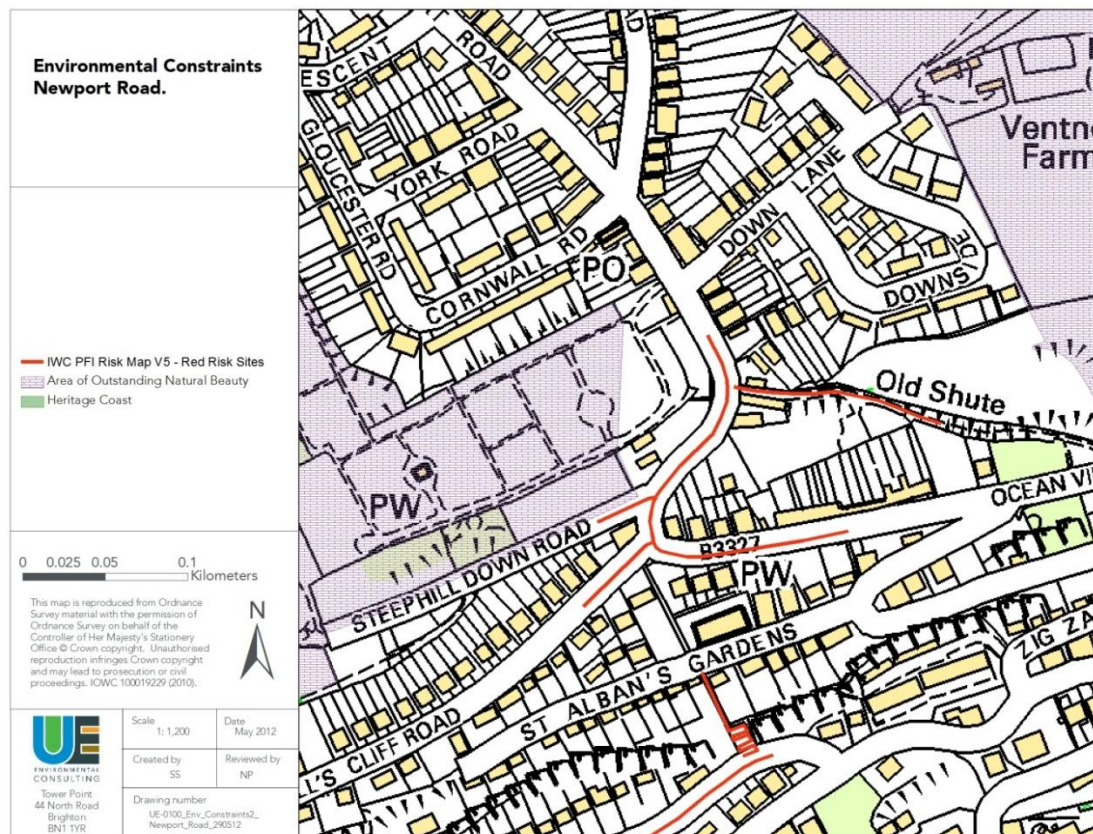 Environmental Constraints
Newport Road.
IWC PFI Risk Map V5 - Red Risk Sites
Area of Outstanding Natural Beauty
Heritage Coast
0 0.025 0.05 0.1
Kilometers
This map is reproduced from Ordnance
Survey material with the permission of
Ordnance Survey on behalf of the
Controller of Her Majesty's Stationery
Office © Crown copyright. Unauthorised
reproduction infringes Crown copyright
and may lead to prosecution or civil
proceedings. IOWC 100019229 (2010).
N
UE
ENVIRONMENTAL
CONSULTING
Tower Point
44 North Road
Brighton
BN1 1YR
Scale
1: 1,200
Date
May 2012
Created by
SS
Reviewed by
NP
Drawing number
UE-0100_Env_Constraints2_
Newport_Road_290512
ESCENT
ROAD
AD
GLOUCESTER RD
YORK ROAD
CORNWALL RD
PO
DOWN LANE
DOWNSIDE
Ventn
Farm
Old Shute
PW
STEEPHILL DOWN ROAD
OCEAN VI
B3327
PW
L'S CLIFF ROAD
ST ALBAN'S GARDENS
ZIG ZA